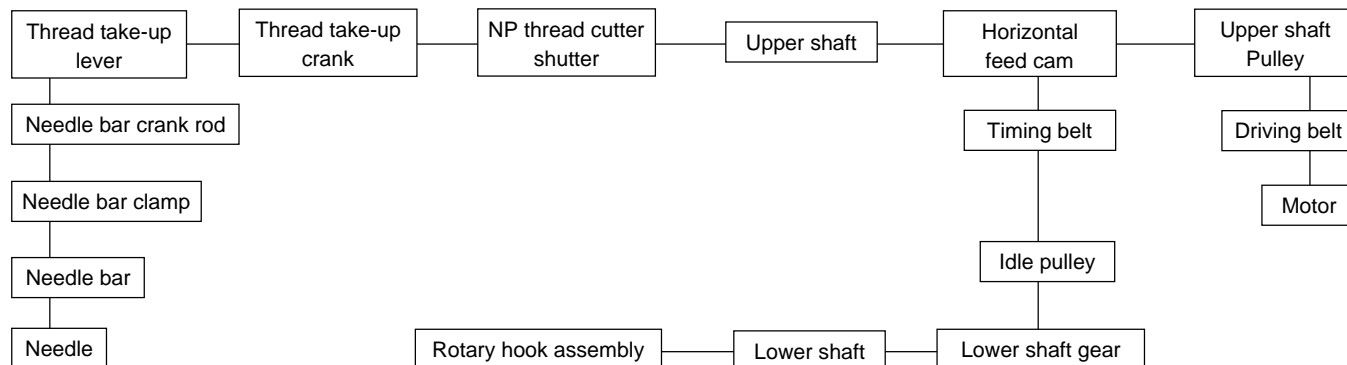 Thread take-up
lever
Thread take-up
crank
NP thread cutter
shutter
Upper shaft
Horizontal
feed cam
Upper shaft
Pulley
Needle bar crank rod
Timing belt
Driving belt
Needle bar clamp
Motor
Needle bar
Idle pulley
Needle
Rotary hook assembly
Lower shaft
Lower shaft gear